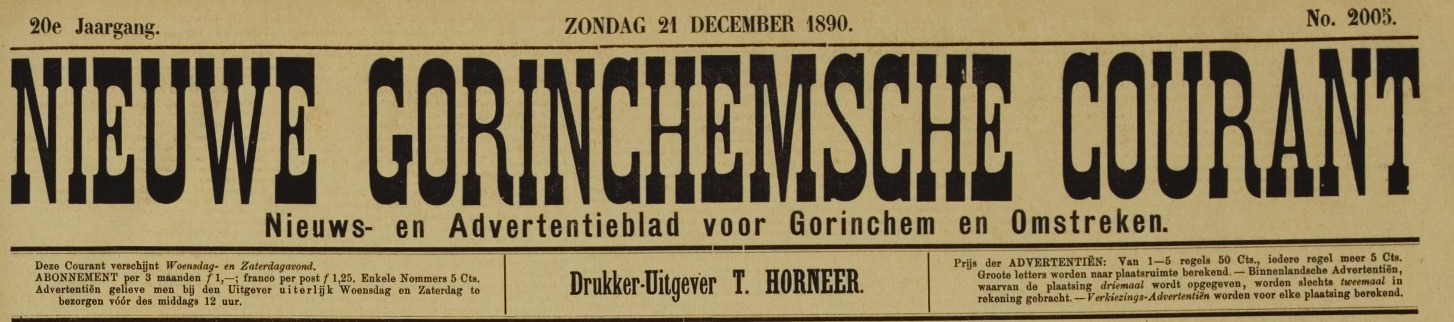 20e Jaargang. ZONDAG 21 DECEMBER 1890. No. 2005.
NIEUWE GORINCHEMSCHE COURANT
Nieuws- en Advertentieblad voor Gorinchem en Omstreken.
Deze Courant verschijnt Woensdag- en Zaterdagavond.
ABONNEMENT per 3 maanden f 1,—; franco per post f 1,25. Enkele Nommers 5 Cts.
Advertentiën gelieve men bij den Uitgever uiterlijk Woensdag en Zaterdag te
bezorgen vóór des middags 12 uur.
Drukker-Uitgever T. HORNEER.
Prijs der ADVERTENTIËN: Van 1—5 regels 50 Cts., iedere regel meer 5 Cts.
Groote letters worden naar plaatsruimte berekend. — Binnenlandsche Advertentiën,
waarvan de plaatsing driemaal wordt opgegeven, worden slechts tweemaal in
rekening gebracht. — Verkiezings-Advertentiën worden voor elke plaatsing berekend.